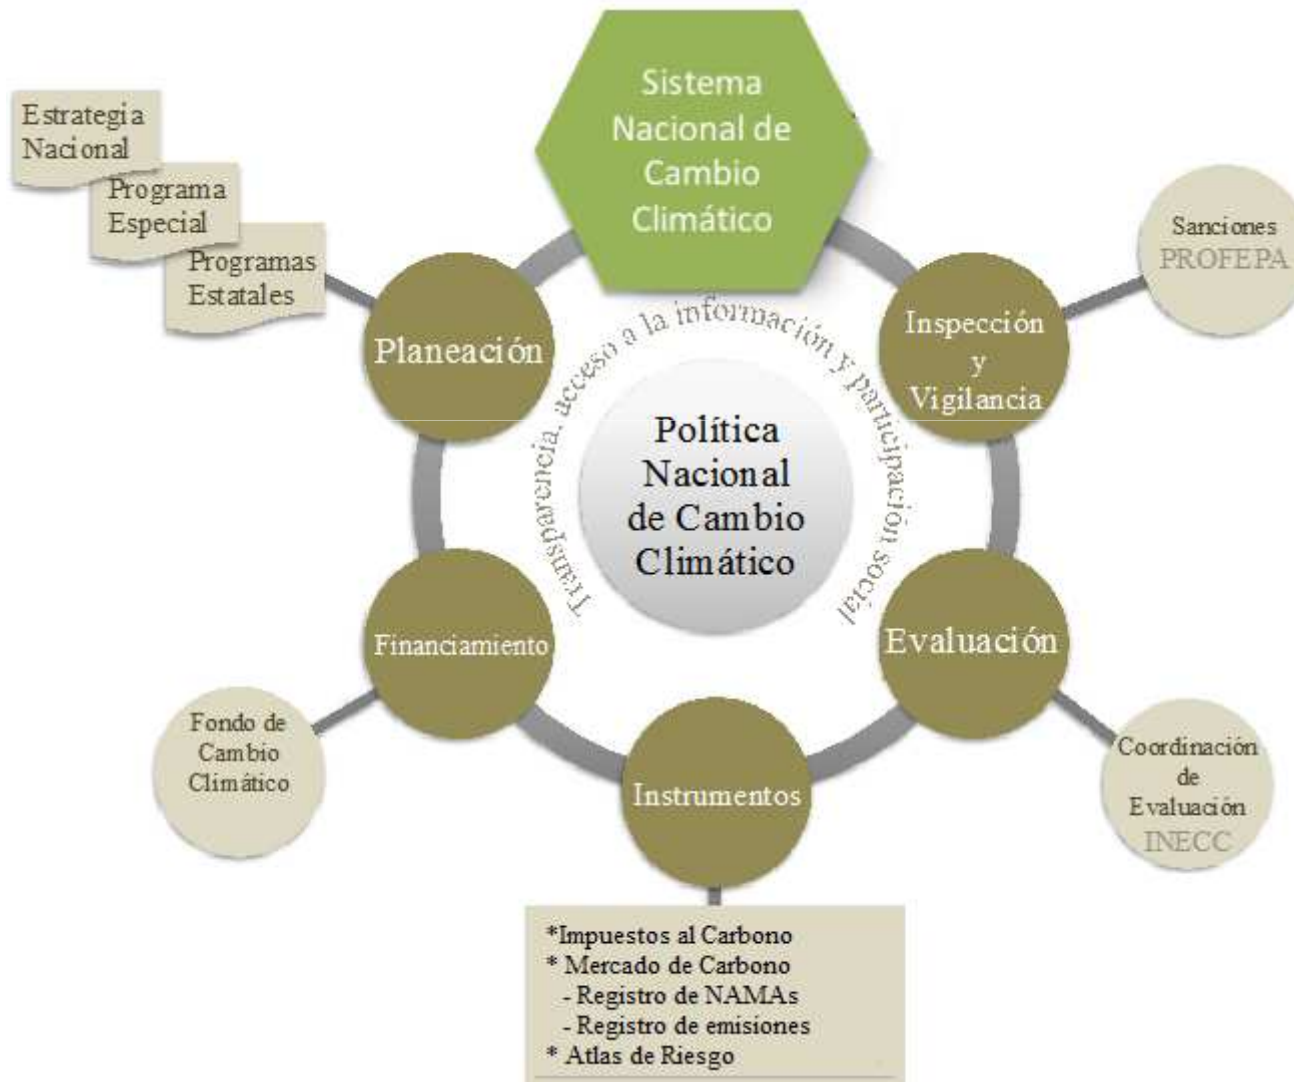 Sistema
Nacional de
Cambio
Climático
Estrategia
Nacional
Programa
Especial
Programas
Estatales
Planeación
Sanciones
PROFEPA
Inspección
y
Vigilancia
Transparencia, acceso a la información y participación social
Política
Nacional
de Cambio
Climático
Financiamiento
Evaluación
Fondo de
Cambio
Climático
Instrumentos
Coordinación
de
Evaluación
INECC
*Impuestos al Carbono
* Mercado de Carbono
- Registro de NAMAs
- Registro de emisiones
* Atlas de Riesgo